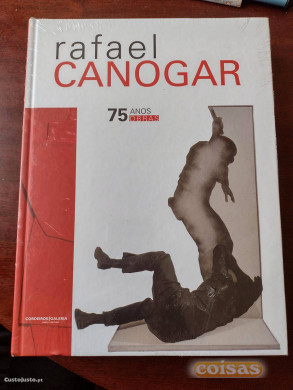 rafael
CANOGAR
75 ANOS
OBRAS
CustoJusto.pt
coisas